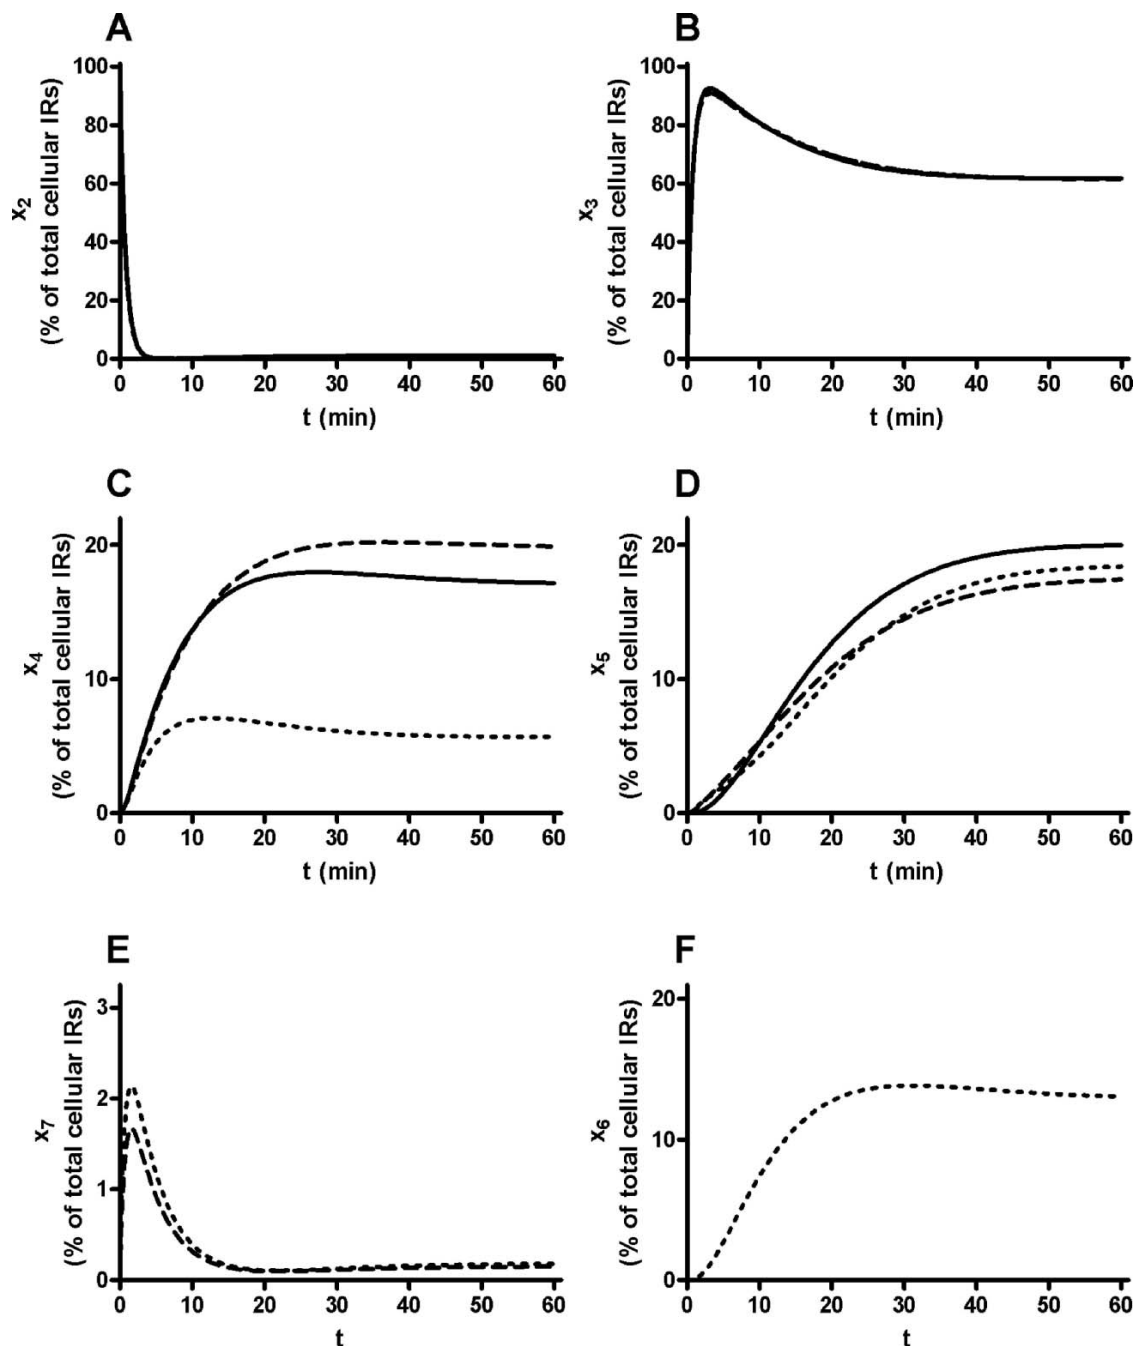 A
100
80
60
40
20
0
x2
(% of total cellular IRs)
0 10 20 30 40 50 60
t (min)
B
100
80
60
40
20
0
x3
(% of total cellular IRs)
0 10 20 30 40 50 60
t (min)
C
20
10
0
x4
(% of total cellular IRs)
0 10 20 30 40 50 60
t (min)
D
20
10
0
x5
(% of total cellular IRs)
0 10 20 30 40 50 60
t (min)
E
3
2
1
0
x7
(% of total cellular IRs)
0 10 20 30 40 50 60
t
F
20
10
0
x6
(% of total cellular IRs)
0 10 20 30 40 50 60
t